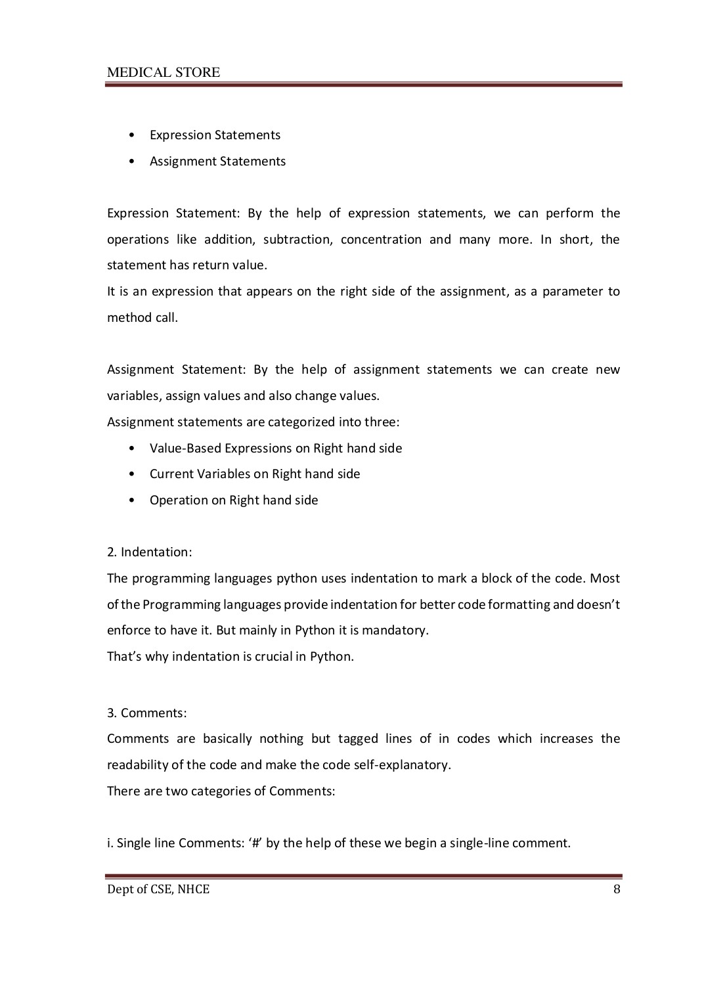 MEDICAL STORE
• Expression Statements
• Assignment Statements
Expression Statement: By the help of expression statements, we can perform the
operations like addition, subtraction, concentration and many more. In short, the
statement has return value.
It is an expression that appears on the right side of the assignment, as a parameter to
method call.
Assignment Statement: By the help of assignment statements we can create new
variables, assign values and also change values.
Assignment statements are categorized into three:
• Value-Based Expressions on Right hand side
• Current Variables on Right hand side
• Operation on Right hand side
2. Indentation:
The programming languages python uses indentation to mark a block of the code. Most
of the Programming languages provide indentation for better code formatting and doesn’t
enforce to have it. But mainly in Python it is mandatory.
That’s why indentation is crucial in Python.
3. Comments:
Comments are basically nothing but tagged lines of in codes which increases the
readability of the code and make the code self-explanatory.
There are two categories of Comments:
i. Single line Comments: ‘#’ by the help of these we begin a single-line comment.
Dept of CSE, NHCE 8